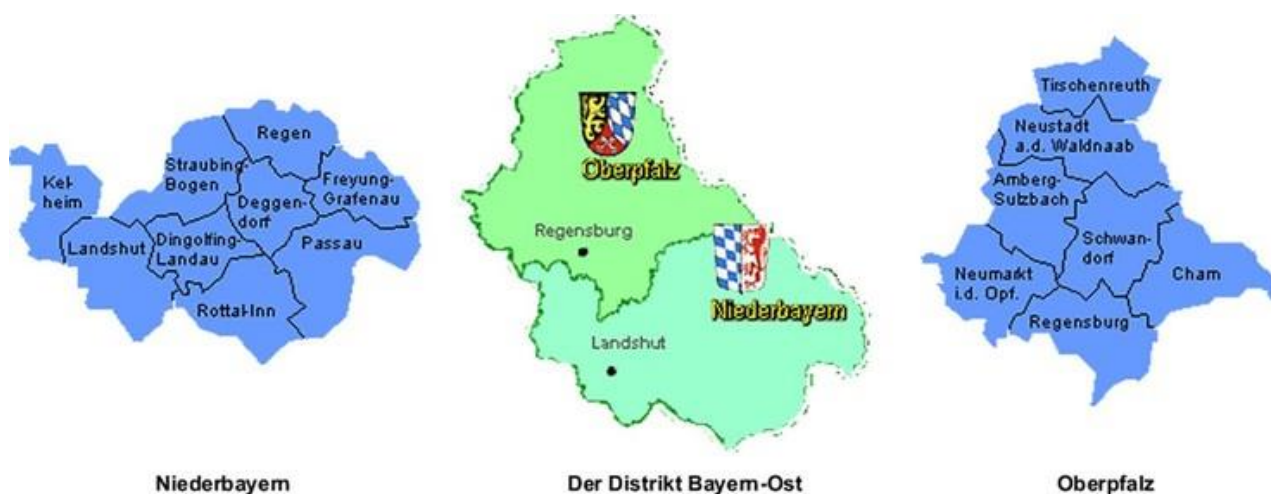 Regen
Straubing-
Bogen
Freyung-
Grafenau
Kel-
heim
Deggen-
dorf
Landshut
Dingolfing-
Landau
Passau
Rottal-Inn
Niederbayern
Oberpfalz
Regensburg
Niederbayern
Landshut
Der Distrikt Bayern-Ost
Tirschenreuth
Neustadt
a.d. Waldnaab
Amberg-
Sulzbach
Schwan-
dorf
Neumarkt
i.d. Opf.
Cham
Regensburg
Oberpfalz